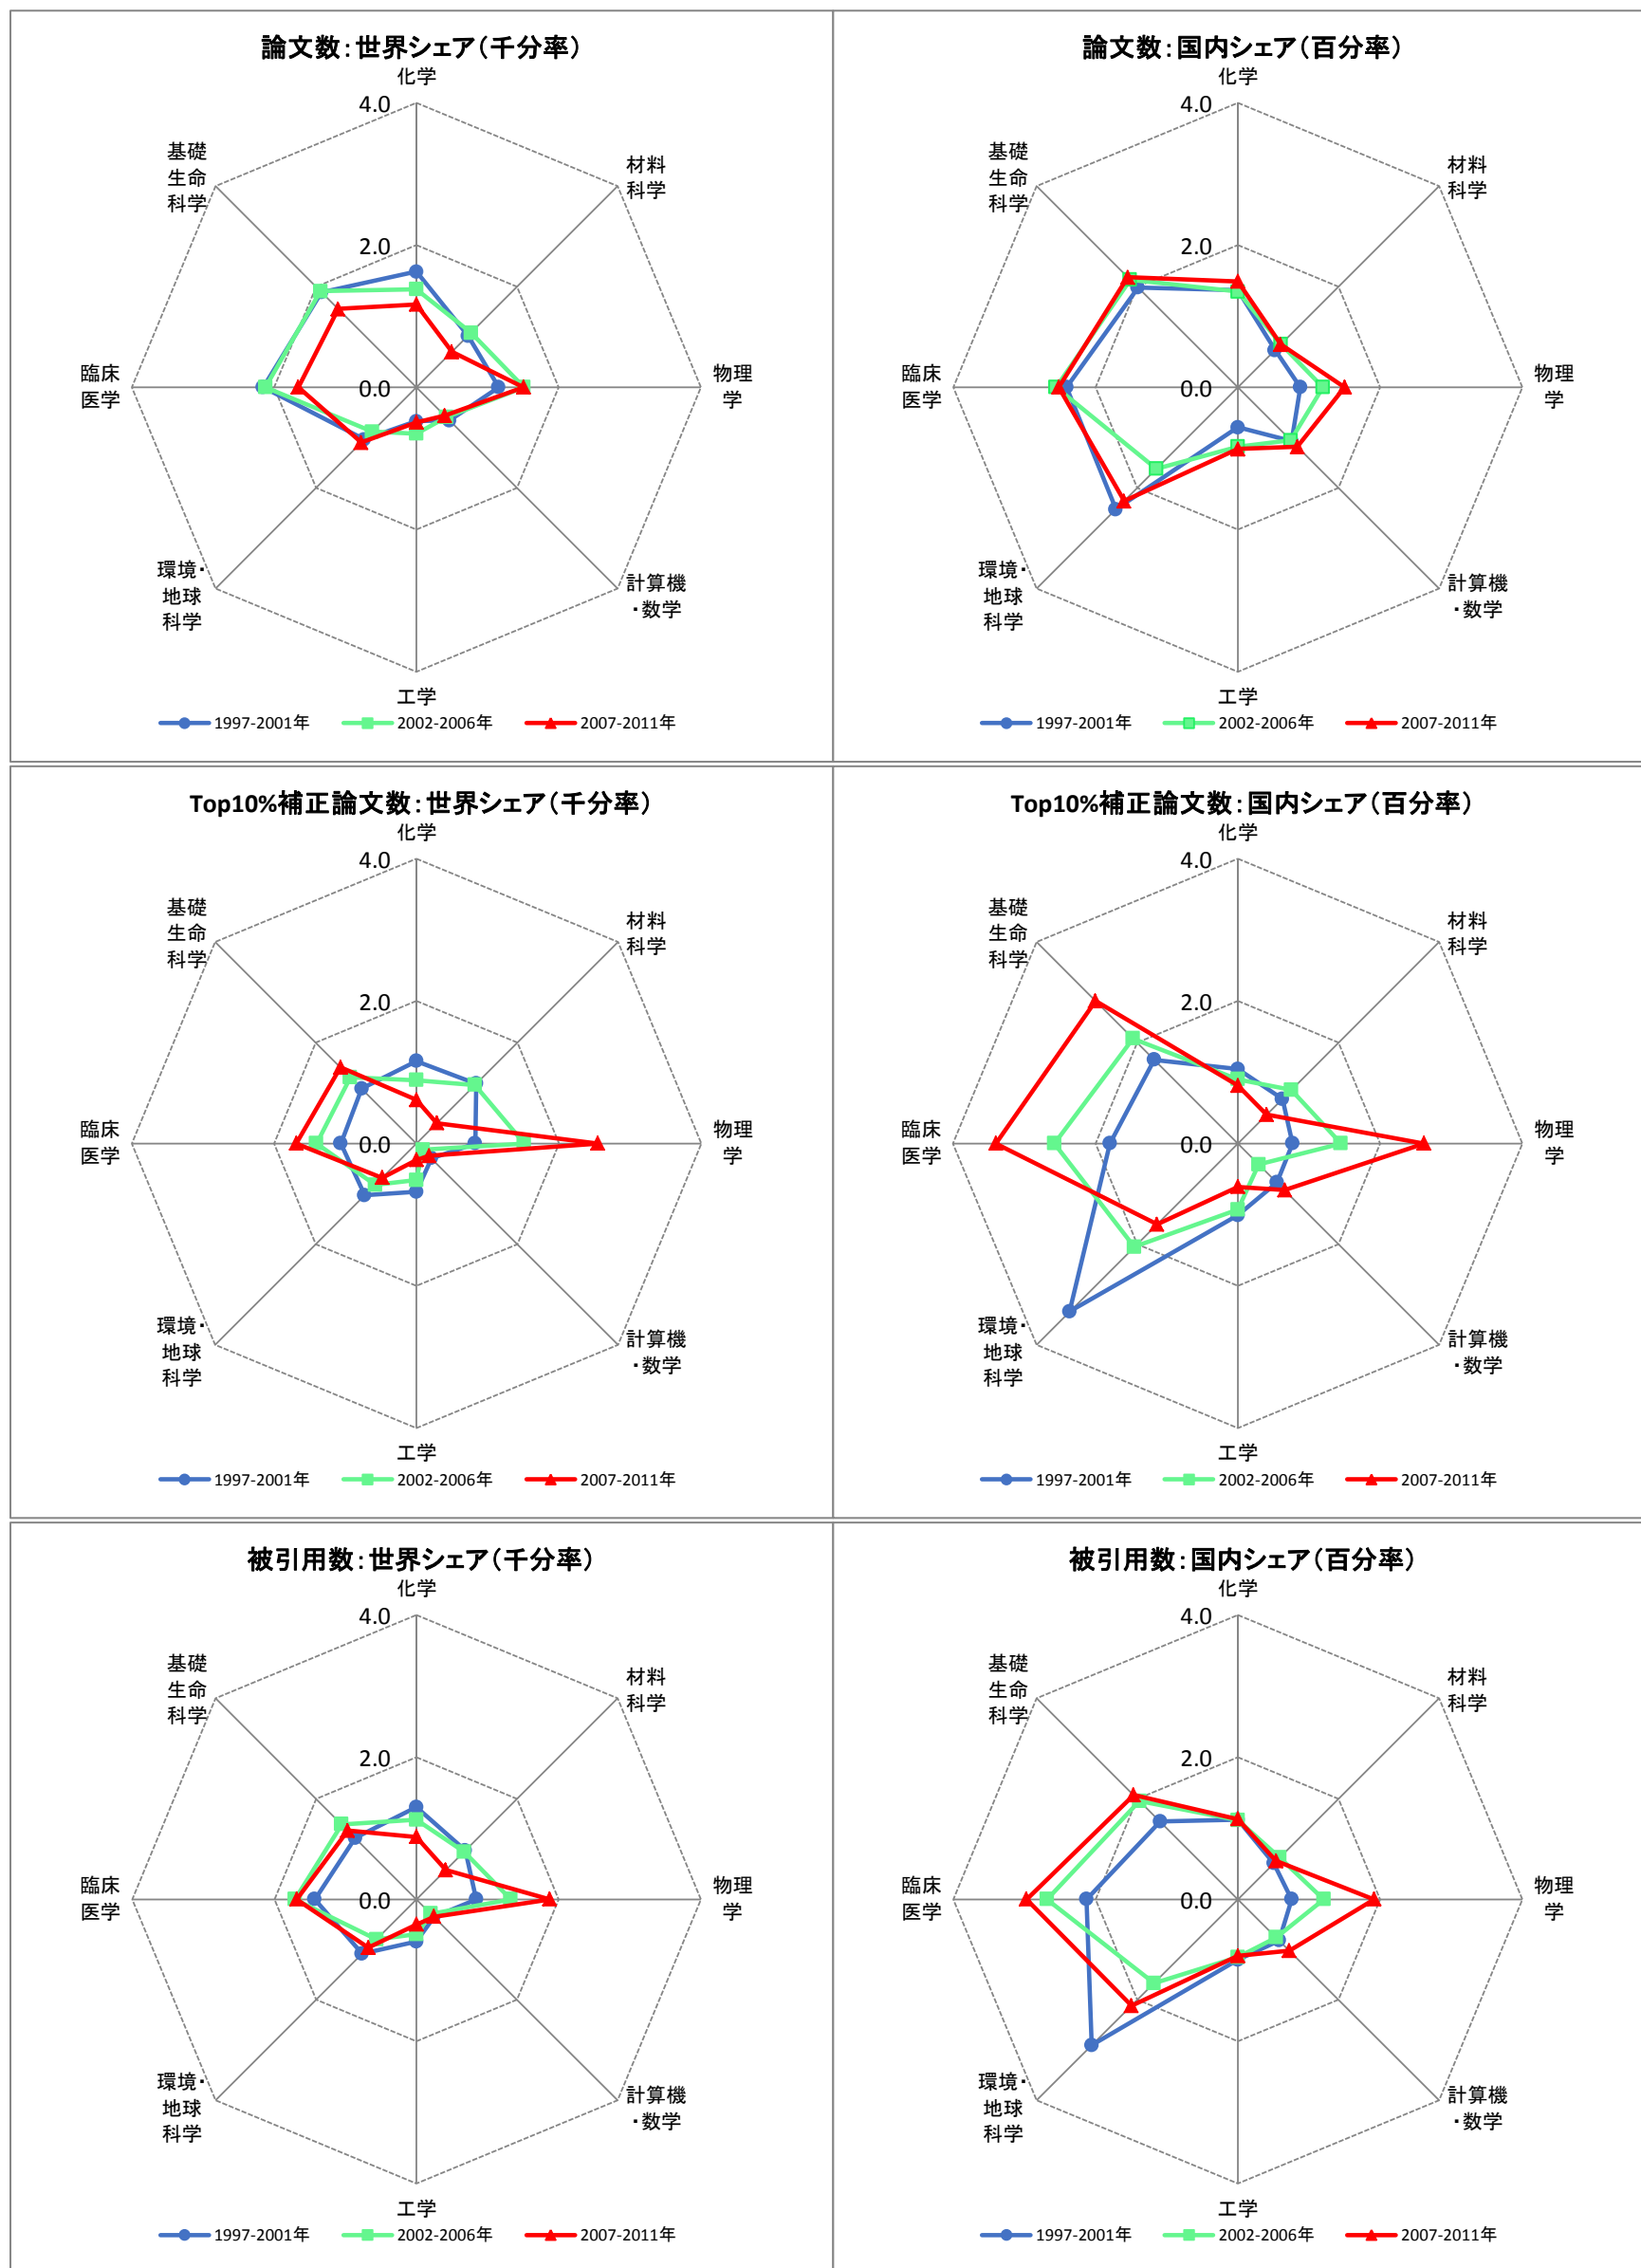 論文数：世界シェア（千分率）
化学
4.0
基礎
生命
科学
材料
科学
2.0
臨床
医学
0.0
物理
学
環境・
地球
科学
計算機
・数学
工学
1997-2001年
2002-2006年
2007-2011年
論文数：国内シェア（百分率）
化学
4.0
基礎
生命
科学
材料
科学
2.0
臨床
医学
0.0
物理
学
環境・
地球
科学
計算機
・数学
工学
1997-2001年
2002-2006年
2007-2011年
Top10%補正論文数：世界シェア（千分率）
化学
4.0
基礎
生命
科学
材料
科学
2.0
臨床
医学
0.0
物理
学
環境・
地球
科学
計算機
・数学
工学
1997-2001年
2002-2006年
2007-2011年
Top10%補正論文数：国内シェア（百分率）
化学
4.0
基礎
生命
科学
材料
科学
2.0
臨床
医学
0.0
物理
学
環境・
地球
科学
計算機
・数学
工学
1997-2001年
2002-2006年
2007-2011年
被引用数：世界シェア（千分率）
化学
4.0
基礎
生命
科学
材料
科学
2.0
臨床
医学
0.0
物理
学
環境・
地球
科学
計算機
・数学
工学
1997-2001年
2002-2006年
2007-2011年
被引用数：国内シェア（百分率）
化学
4.0
基礎
生命
科学
材料
科学
2.0
臨床
医学
0.0
物理
学
環境・
地球
科学
計算機
・数学
工学
1997-2001年
2002-2006年
2007-2011年